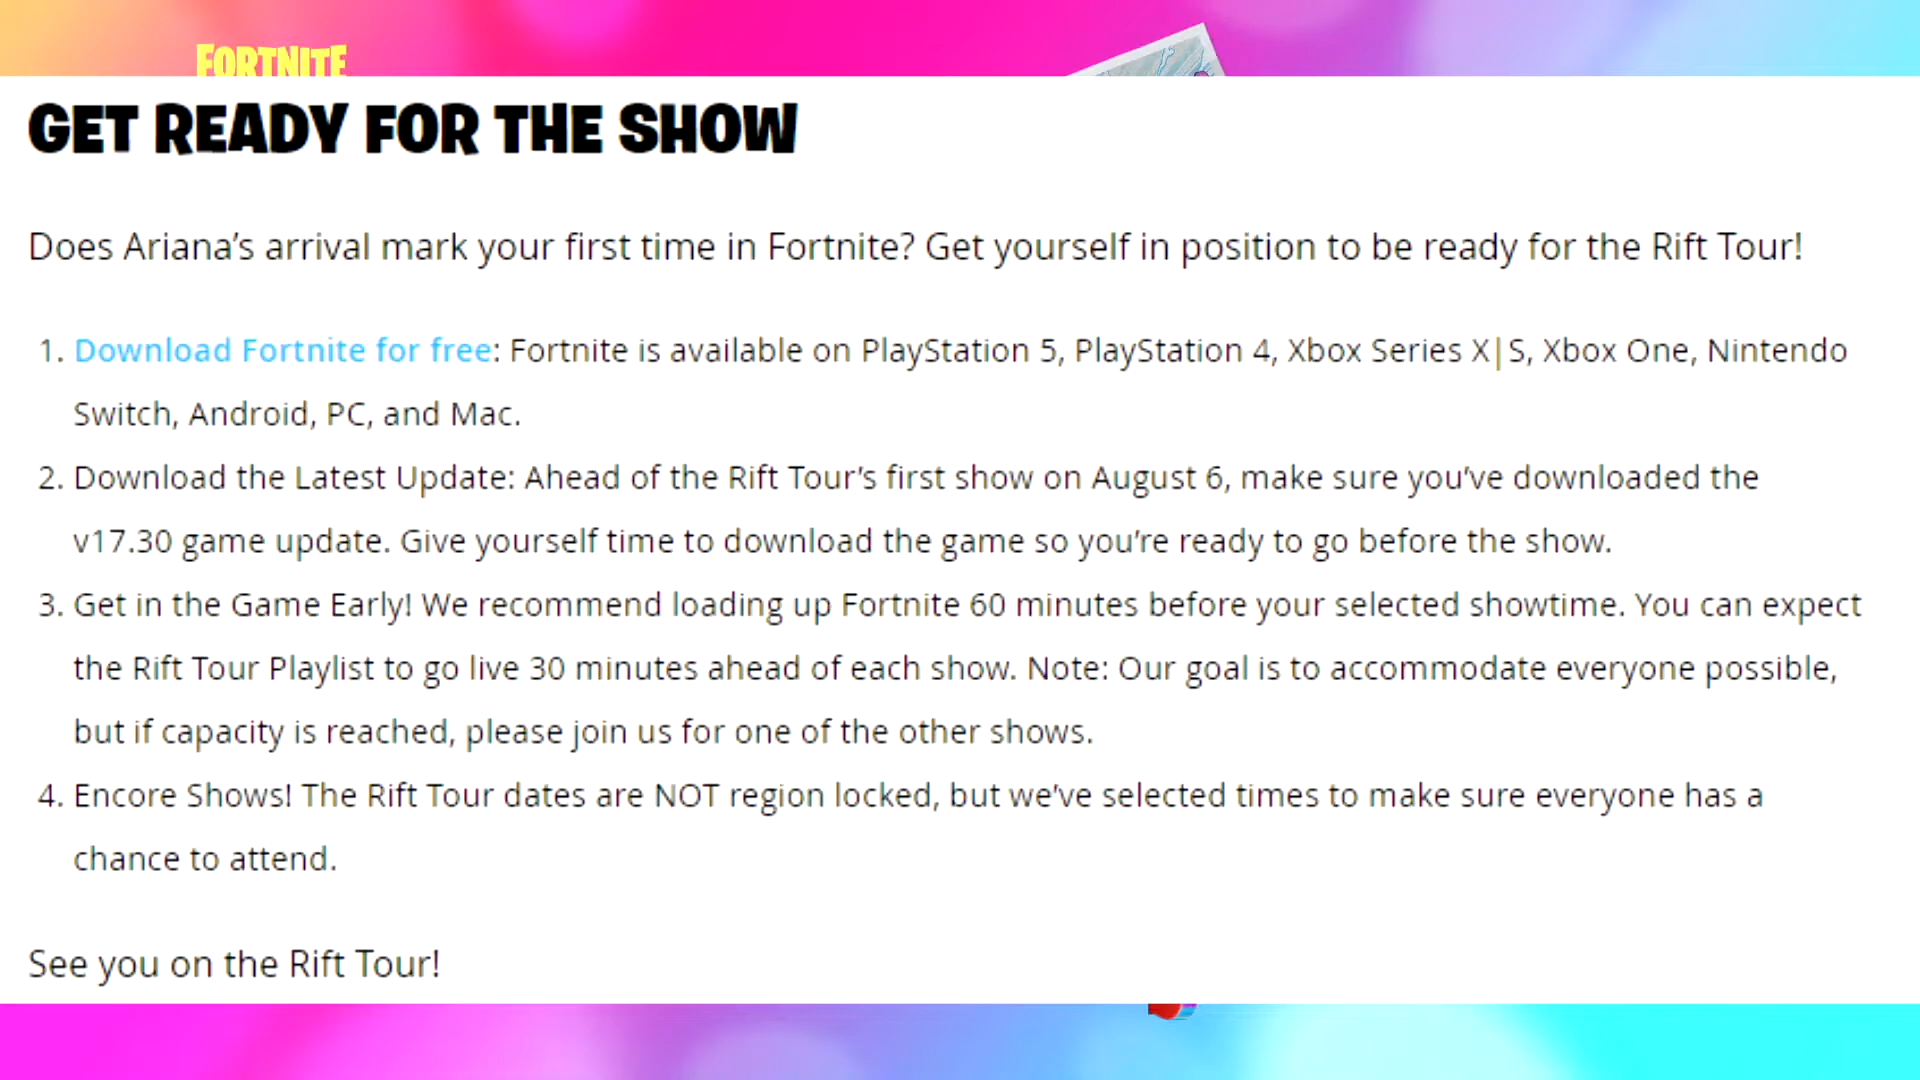 FORTNITE
GET READY FOR THE SHOW
Does Ariana’s arrival mark your first time in Fortnite? Get yourself in position to be ready for the Rift Tour!
1. Download Fortnite for free: Fortnite is available on PlayStation 5, PlayStation 4, Xbox Series X|S, Xbox One, Nintendo
Switch, Android, PC, and Mac.
2. Download the Latest Update: Ahead of the Rift Tour’s first show on August 6, make sure you’ve downloaded the
v17.30 game update. Give yourself time to download the game so you’re ready to go before the show.
3. Get in the Game Early! We recommend loading up Fortnite 60 minutes before your selected showtime. You can expect
the Rift Tour Playlist to go live 30 minutes ahead of each show. Note: Our goal is to accommodate everyone possible,
but if capacity is reached, please join us for one of the other shows.
4. Encore Shows! The Rift Tour dates are NOT region locked, but we’ve selected times to make sure everyone has a
chance to attend.
See you on the Rift Tour!